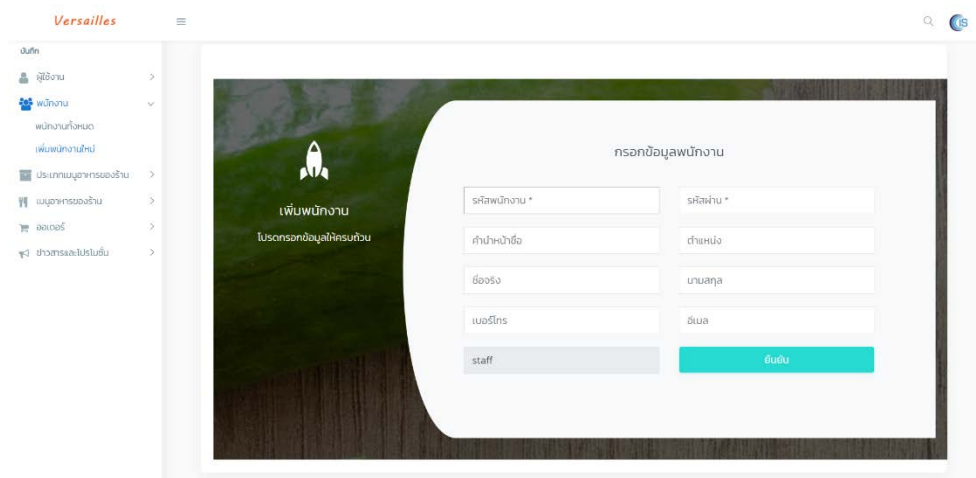 Versailles
บันทึก
ผู้ใช้งาน
พนักงาน
พนักงานทั้งหมด
เพิ่มพนักงานใหม่
ประเภทเมนูอาหารของร้าน
เมนูอาหารของร้าน
ออเดอร์
ข่าวสารและโปรโมชั่น
เพิ่มพนักงาน
โปรดกรอกข้อมูลให้ครบถ้วน
กรอกข้อมูลพนักงาน
รหัสพนักงาน * รหัสผ่าน *
คำนำหน้าชื่อ ตำแหน่ง
ชื่อจริง นามสกุล
เบอร์โทร อีเมล
staff ยืนยัน